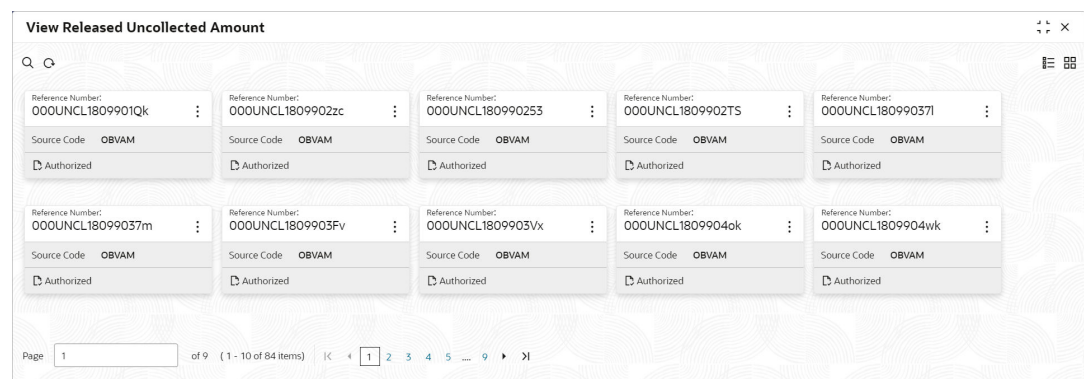 View Released Uncollected Amount
Reference Number:
000UNCL1809901Qk
Source Code OBVAM
Authorized
Reference Number:
000UNCL1809902zc
Source Code OBVAM
Authorized
Reference Number:
000UNCL180990253
Source Code OBVAM
Authorized
Reference Number:
000UNCL1809902TS
Source Code OBVAM
Authorized
Reference Number:
000UNCL18099037l
Source Code OBVAM
Authorized
Reference Number:
000UNCL18099037m
Source Code OBVAM
Authorized
Reference Number:
000UNCL1809903Fv
Source Code OBVAM
Authorized
Reference Number:
000UNCL1809903Vx
Source Code OBVAM
Authorized
Reference Number:
000UNCL1809904ok
Source Code OBVAM
Authorized
Reference Number:
000UNCL1809904wk
Source Code OBVAM
Authorized
Page 1 of 9 ( 1 - 10 of 84 items) 1 2 3 4 5 .... 9